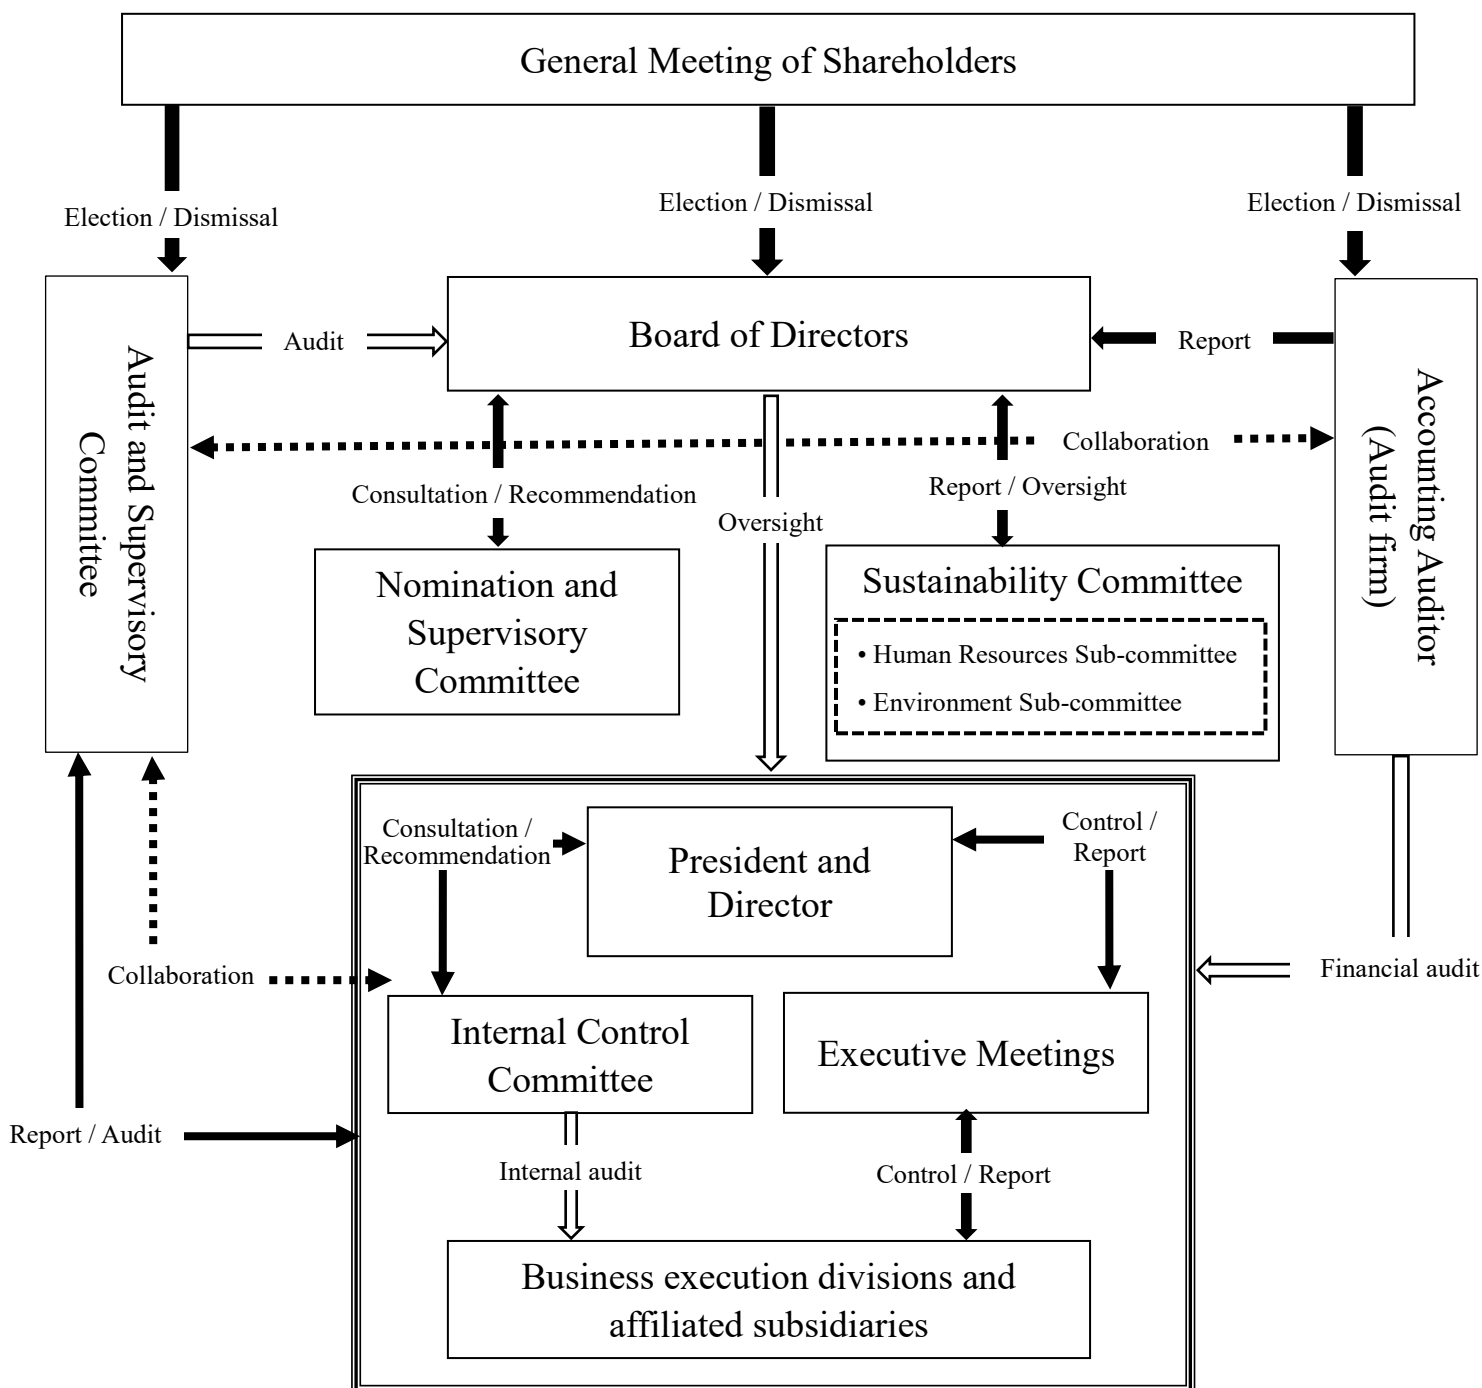 General Meeting of Shareholders
Election / Dismissal
Election / Dismissal
Election / Dismissal
Audit and Supervisory
Committee
Audit
Board of Directors
Report
Accounting Auditor
(Audit firm)
Collaboration
Consultation / Recommendation
Oversight
Report / Oversight
Nomination and
Supervisory
Committee
Sustainability Committee
• Human Resources Sub-committee
• Environment Sub-committee
Consultation /
Recommendation
President and
Director
Control /
Report
Collaboration
Financial audit
Internal Control
Committee
Executive Meetings
Report / Audit
Internal audit
Control / Report
Business execution divisions and
affiliated subsidiaries